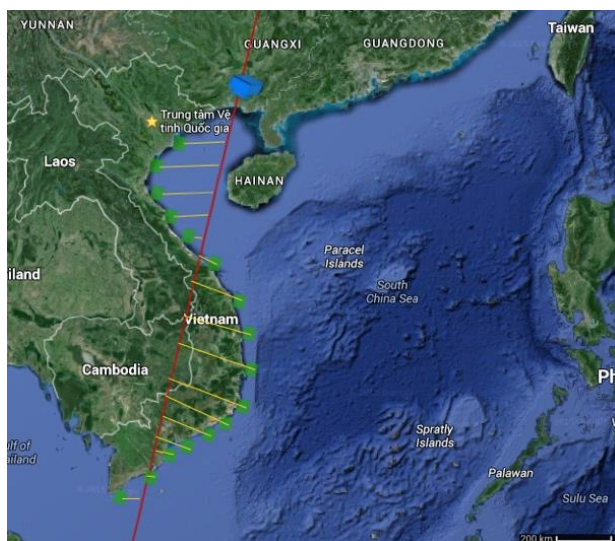 YUNNAN
Taiwan
GUANGXI
GUANGDONG
Trung tâm Vệ
tinh Quốc gia
Laos
HAINAN
Paracel
Islands
South
China Sea
ailand
Vietnam
Cambodia
Ph
Spratly
Islands
ulf of
ailand
Palawan
Sulu Sea
200 km